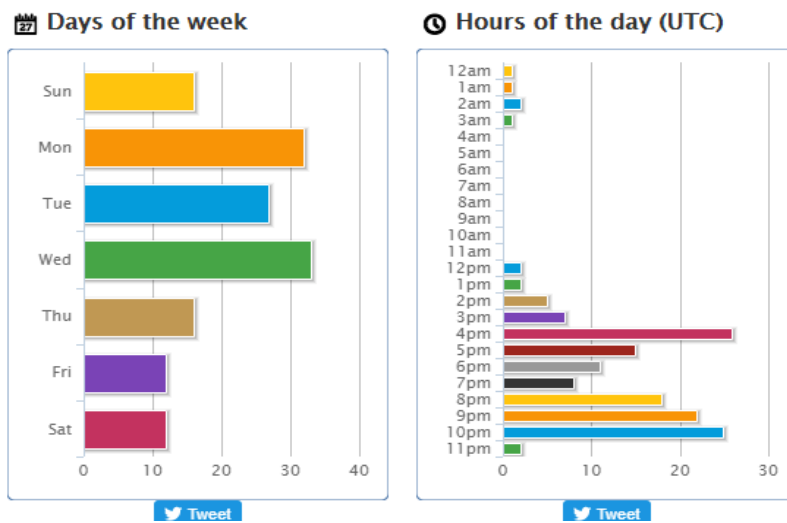 27 Days of the week
Sun
Mon
Tue
Wed
Thu
Fri
Sat
0 10 20 30 40
Tweet
Hours of the day (UTC)
12am
1am
2am
3am
4am
5am
6am
7am
8am
9am
10am
11am
12pm
1pm
2pm
3pm
4pm
5pm
6pm
7pm
8pm
9pm
10pm
11pm
0 10 20 30
Tweet